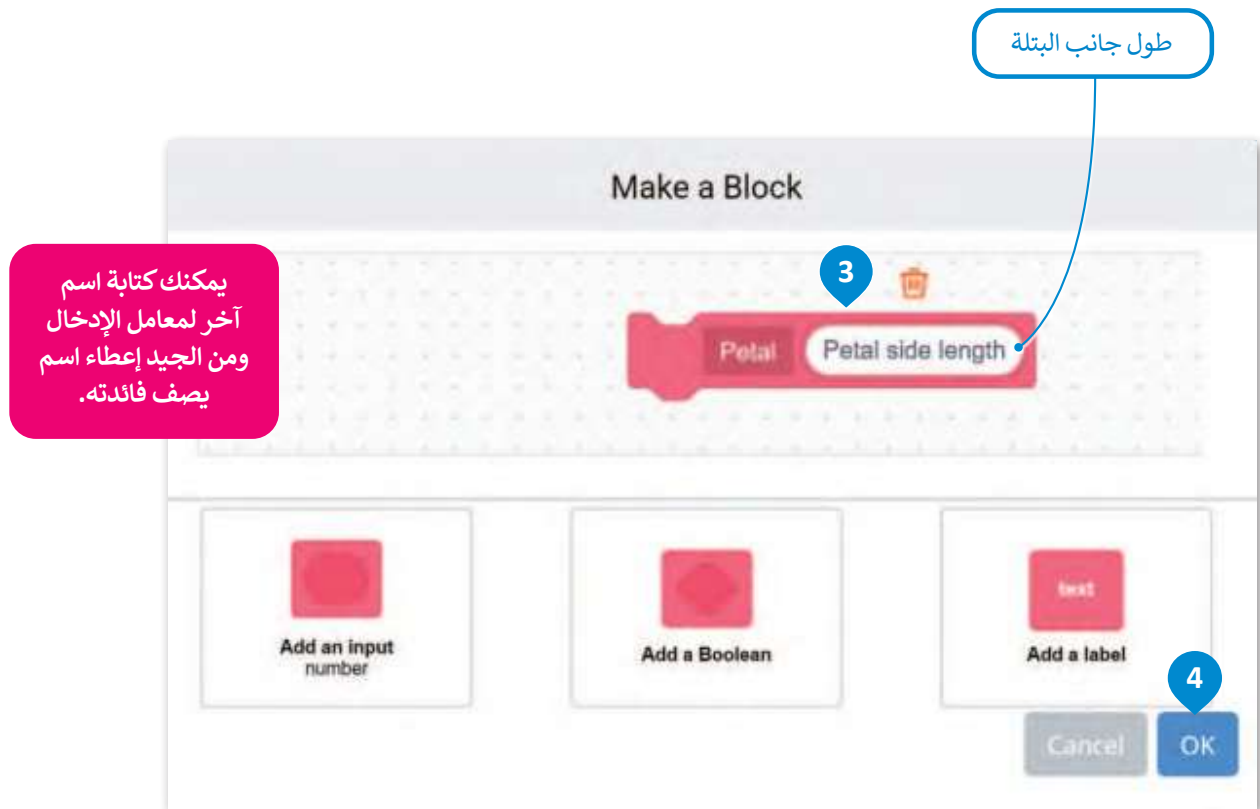 طول جانب البتلة
Make a Block
يمكنك كتابة اسم
آخر لمعامل الإدخال
ومن الجيد إعطاء اسم
يصف فائدته.
3
Petal Petal side length
Add an input
number
Add a Boolean
text
Add a label
4
Cancel OK